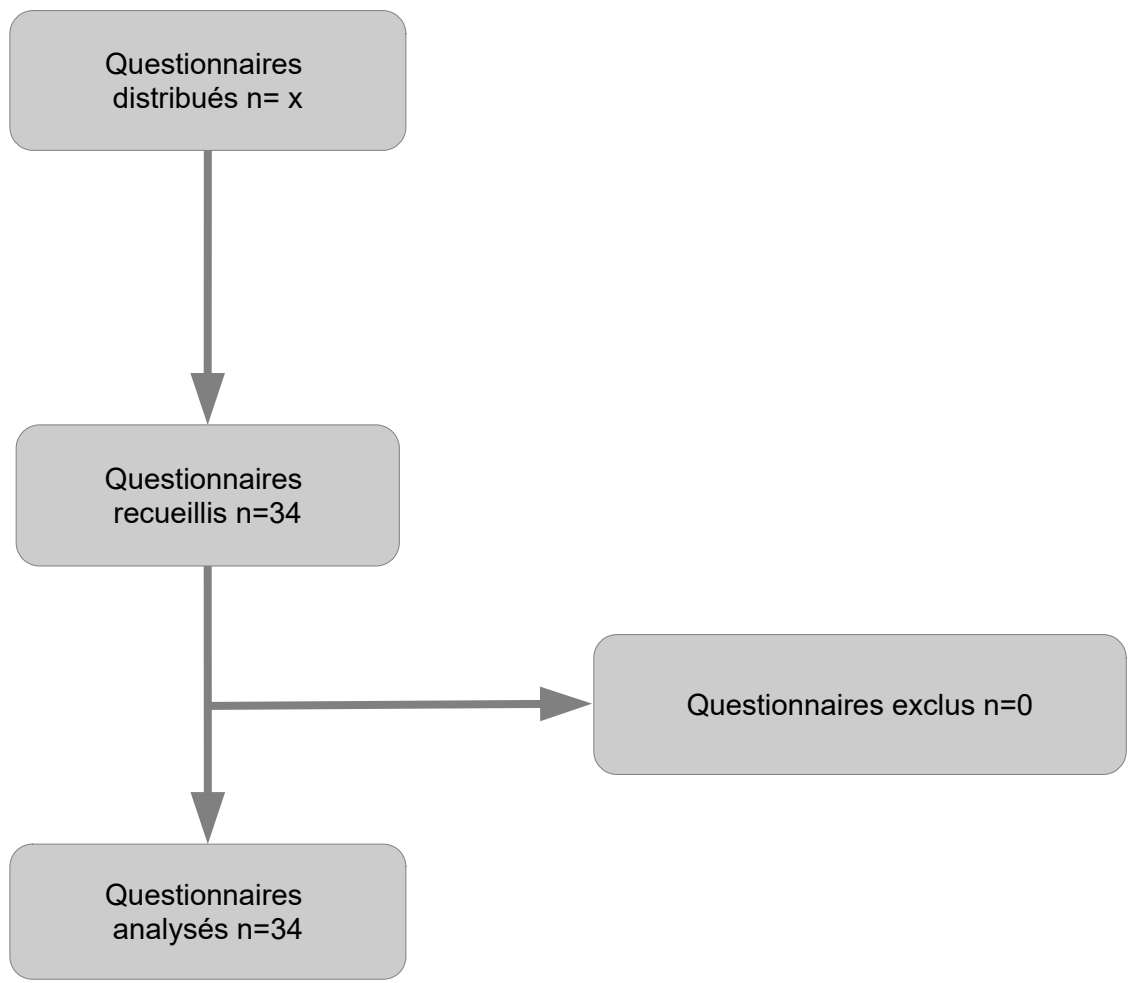 Questionnaires
distribués n= x
Questionnaires
recueillis n=34
Questionnaires exclus n=0
Questionnaires
analysés n=34